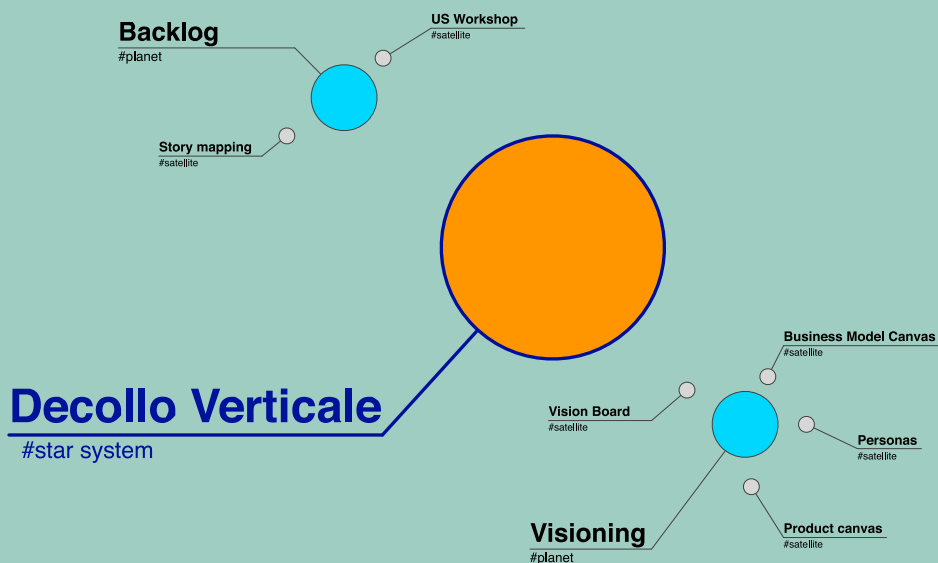 US Workshop
#satellite
Backlog
#planet
Story mapping
#satellite
Business Model Canvas
#satellite
Decollo Verticale
#star system
Vision Board
#satellite
Personas
#satellite
Visioning
#planet
Product canvas
#satellite